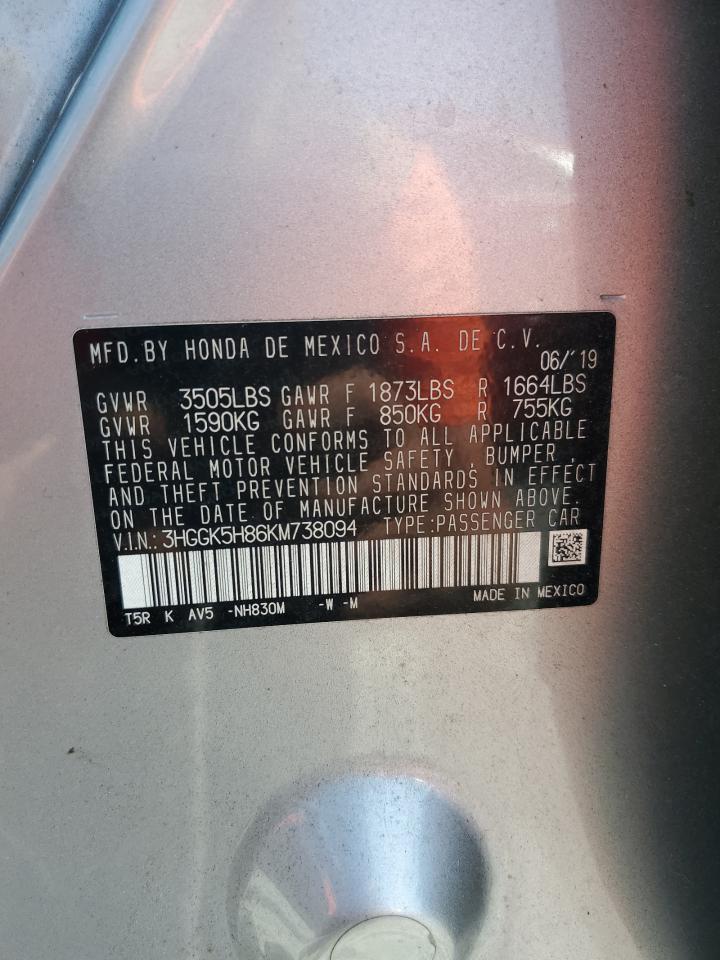 MFD.BY HONDA DE MEXICO S.A. DE C.V.
06/'19
GVWR 3505LBS GAWR F 1873LBS R 1664LBS
GVWR 1590KG GAWR F 850KG R 755KG
THIS VEHICLE CONFORMS TO ALL APPLICABLE
FEDERAL MOTOR VEHICLE SAFETY, BUMPER,
AND THEFT PREVENTION STANDARDS IN EFFECT
ON THE DATE OF MANUFACTURE SHOWN ABOVE.
V.I.N.: 3HGGK5H86KM738094 TYPE:PASSENGER CAR
T5R K AV5 -NH830M -W -M MADE IN MEXICO